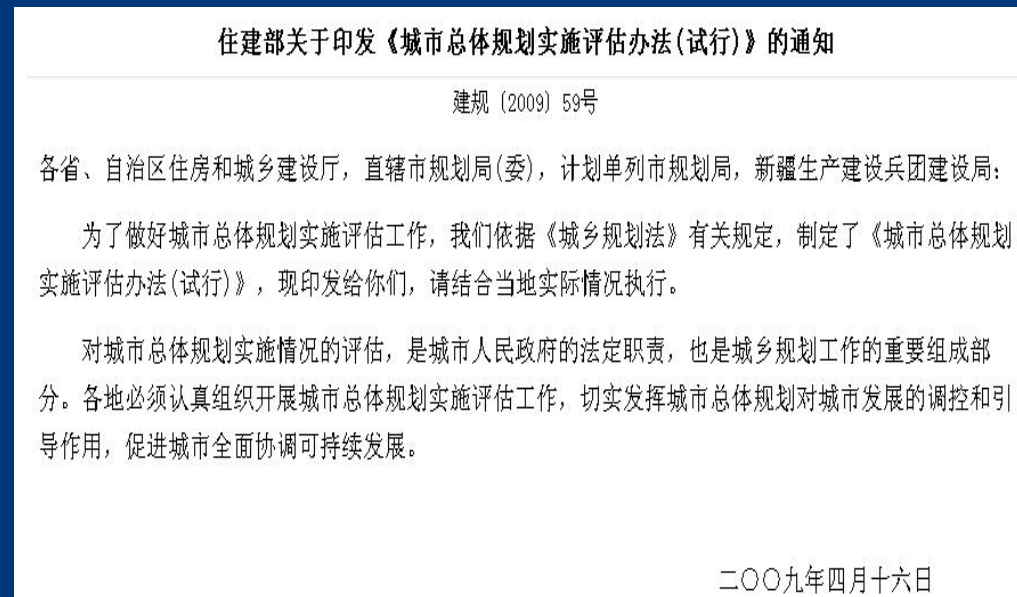 住建部关于印发《城市总体规划实施评估办法(试行)》的通知
建规〔2009〕59号
各省、自治区住房和城乡建设厅，直辖市规划局(委)，计划单列市规划局，新疆生产建设兵团建设局：
为了做好城市总体规划实施评估工作，我们依据《城乡规划法》有关规定，制定了《城市总体规划
实施评估办法(试行)》，现印发给你们，请结合当地实际情况执行。
对城市总体规划实施情况的评估，是城市人民政府的法定职责，也是城乡规划工作的重要组成部
分。各地必须认真组织开展城市总体规划实施评估工作，切实发挥城市总体规划对城市发展的调控和引
导作用，促进城市全面协调可持续发展。
二〇〇九年四月十六日